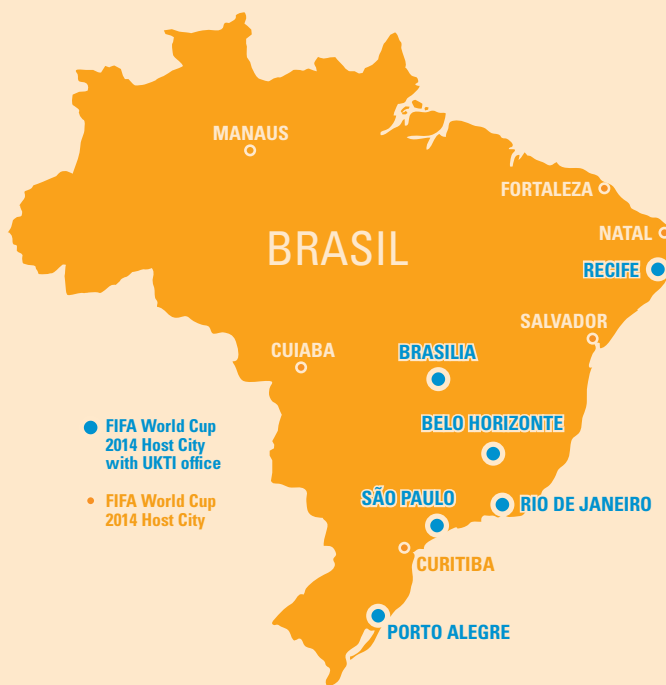 MANAUS
FORTALEZA
NATAL
BRASIL
RECIFE
SALVADOR
CUIABA
BRASILIA
BELO HORIZONTE
FIFA World Cup
2014 Host City
with UKTI office
SÃO PAULO
RIO DE JANEIRO
FIFA World Cup
2014 Host City
CURITIBA
PORTO ALEGRE